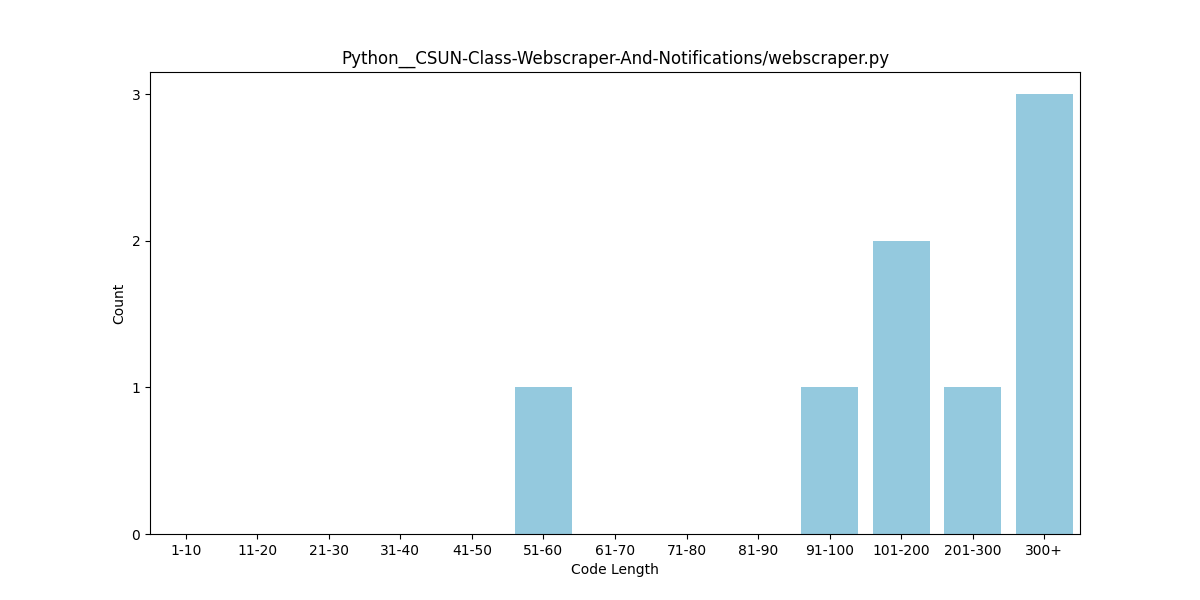 Python__CSUN-Class-Webscraper-And-Notifications/webscraper.py
3
2
1
0
Count
1-10 11-20 21-30 31-40 41-50 51-60 61-70 71-80 81-90 91-100 101-200 201-300 300+
Code Length